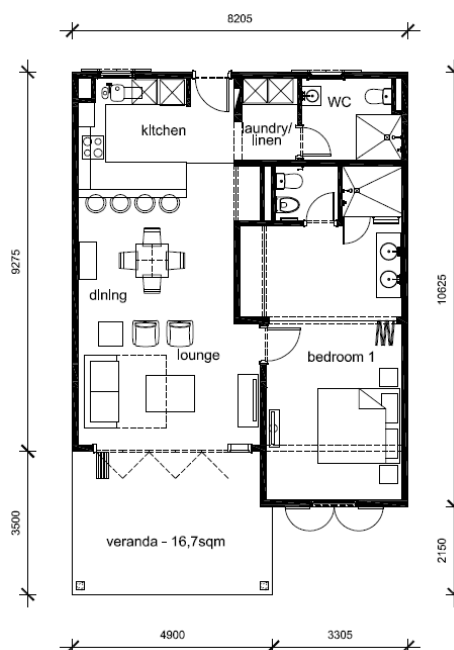 8205
kitchen
WC
laundry/
linen
9275
10625
dining
lounge
bedroom 1
3500
veranda - 16,7sqm
2150
4900
3305